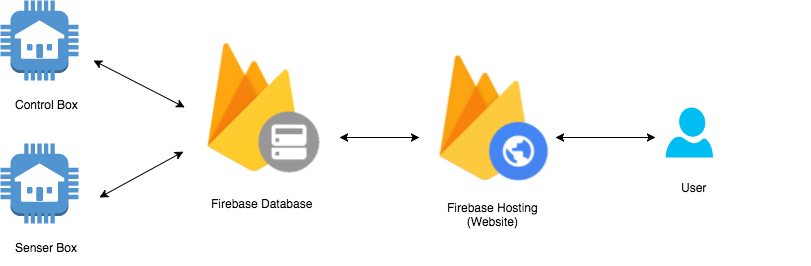 Control Box
Senser Box
Firebase Database
Firebase Hosting
(Website)
User